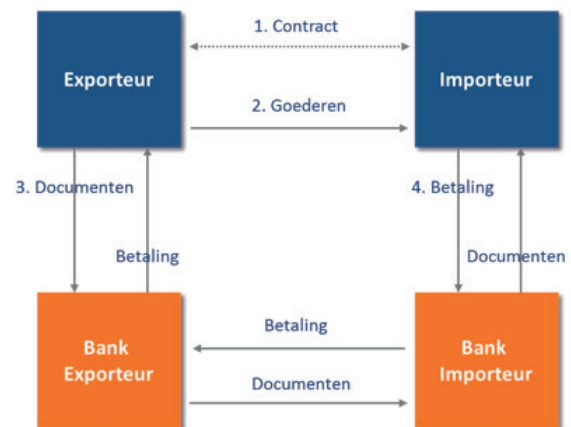 1. Contract
Exporteur
Importeur
2. Goederen
3. Documenten
4. Betaling
Betaling
Documenten
Betaling
Bank
Exporteur
Bank
Importeur
Documenten